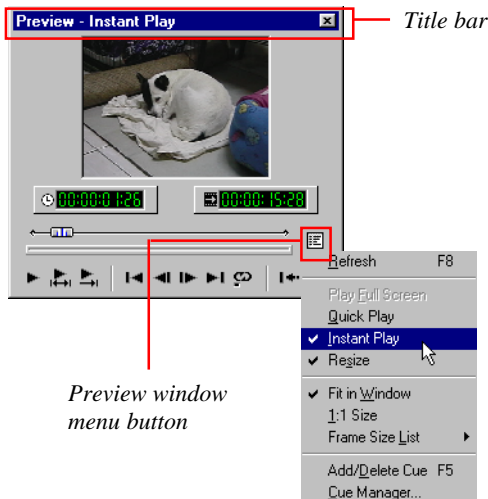 Preview - Instant Play
Title bar
00:00:01:26
00:00:15:28
Refresh F8
Play Full Screen
Quick Play
Instant Play
Resize
Fit in Window
1:1 Size
Frame Size List
Add/Delete Cue F5
Cue Manager...
Preview window
menu button